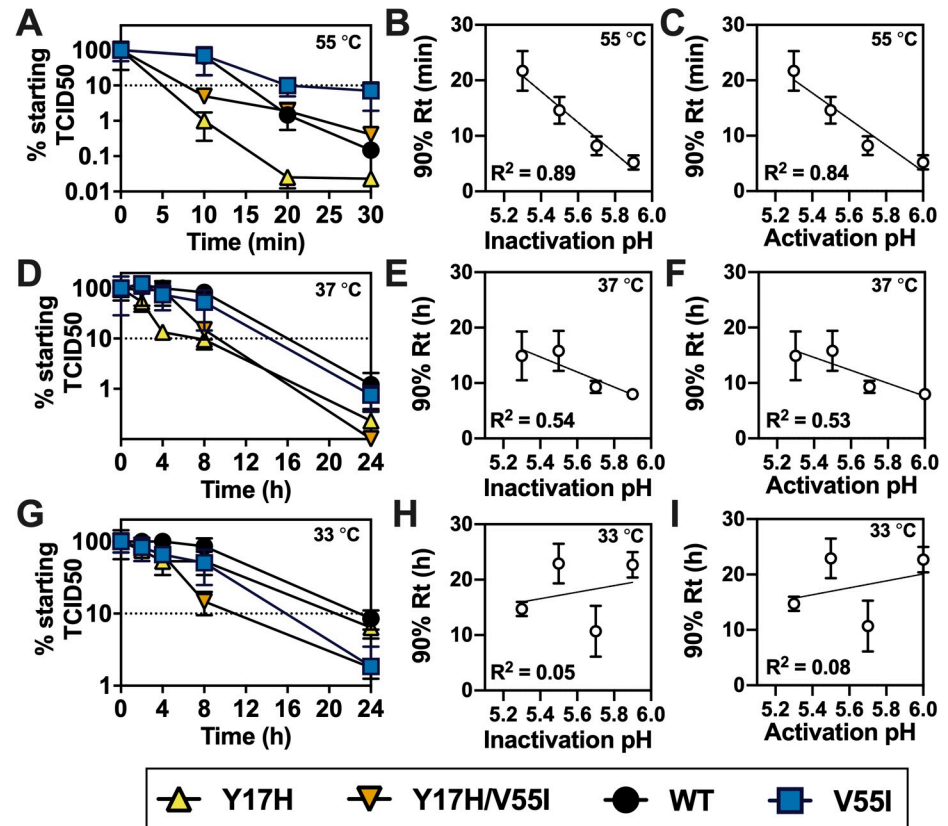 A
% starting
TCID50
100
10
1
0.1
0.01
55 °C
0 5 10 15 20 25 30
Time (min)
B
90% Rt (min)
30
20
10
0
55 °C
R² = 0.89
5.2 5.4 5.6 5.8 6.0
Inactivation pH
C
90% Rt (min)
30
20
10
0
55 °C
R² = 0.84
5.2 5.4 5.6 5.8 6.0
Activation pH
D
% starting
TCID50
100
10
1
37 °C
0 4 8 12 16 20 24
Time (h)
E
90% Rt (h)
30
20
10
0
37 °C
R² = 0.54
5.2 5.4 5.6 5.8 6.0
Inactivation pH
F
90% Rt (h)
30
20
10
0
37 °C
R² = 0.53
5.2 5.4 5.6 5.8 6.0
Activation pH
G
% starting
TCID50
100
10
1
33 °C
0 4 8 12 16 20 24
Time (h)
H
90% Rt (h)
30
20
10
0
33 °C
R² = 0.05
5.2 5.4 5.6 5.8 6.0
Inactivation pH
I
90% Rt (h)
30
20
10
0
33 °C
R² = 0.08
5.2 5.4 5.6 5.8 6.0
Activation pH
Y17H Y17H/V55I WT V55I